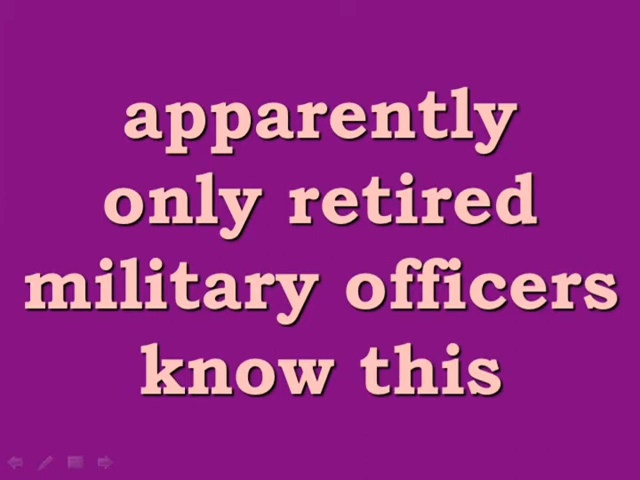 apparently
only retired
military officers
know this